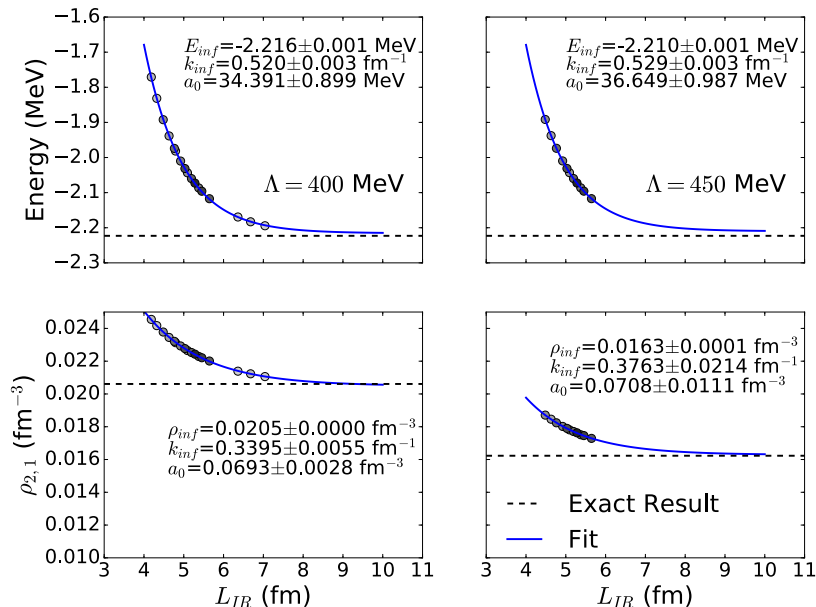 −1.6
−1.7
−1.8
−1.9
−2.0
−2.1
−2.2
−2.3
Energy (MeV)
E_inf=-2.216±0.001 MeV
k_inf=0.520±0.003 fm⁻¹
a₀=34.391±0.899 MeV
Λ = 400 MeV
E_inf=-2.210±0.001 MeV
k_inf=0.529±0.003 fm⁻¹
a₀=36.649±0.987 MeV
Λ = 450 MeV
0.024
0.022
0.020
0.018
0.016
0.014
0.012
0.010
ρ₂,₁ (fm⁻³)
ρ_inf=0.0205±0.0000 fm⁻³
k_inf=0.3395±0.0055 fm⁻¹
a₀=0.0693±0.0028 fm⁻³
3 4 5 6 7 8 9 10 11
L_IR (fm)
ρ_inf=0.0163±0.0001 fm⁻³
k_inf=0.3763±0.0214 fm⁻¹
a₀=0.0708±0.0111 fm⁻³
Exact Result
Fit
3 4 5 6 7 8 9 10 11
L_IR (fm)